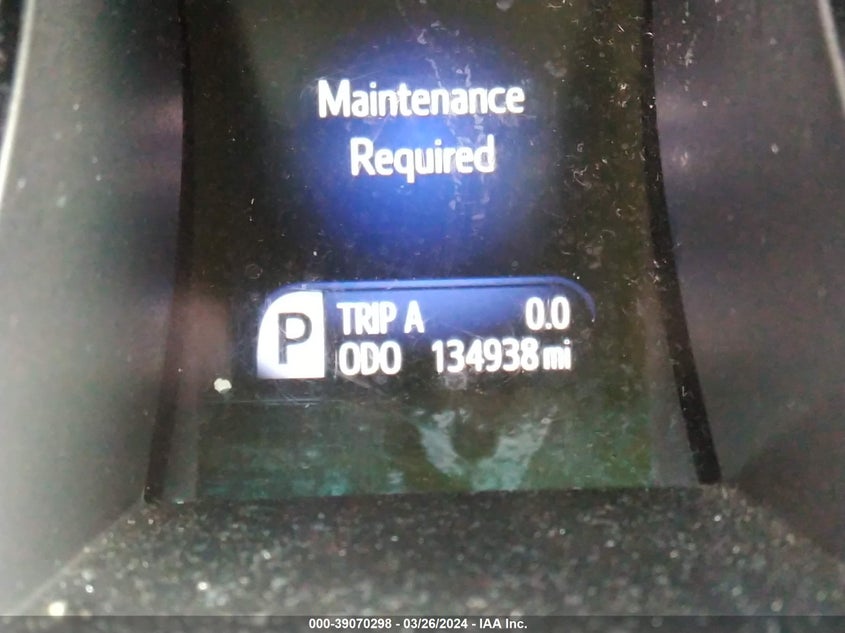 Maintenance
Required
P
TRIP A 0.0
ODO 134938 mi
000-39070298 - 03/26/2024 - IAA Inc.